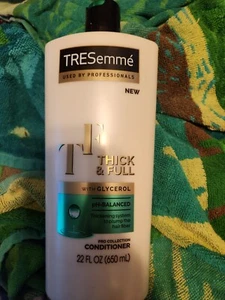 TRESemmé
USED BY PROFESSIONALS
NEW
TF
THICK
& FULL
WITH GLYCEROL
pH-BALANCED
PRO COLLECTION
CONDITIONER
22 FL OZ (650 mL)